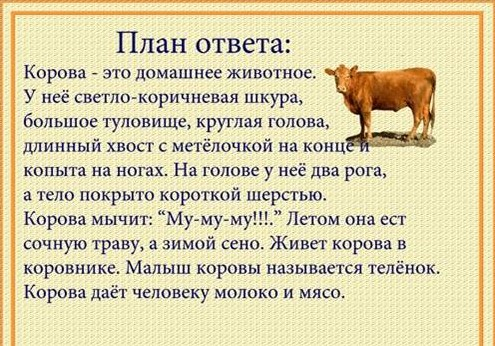 План ответа:
Корова - это домашнее животное.
У неё светло-коричневая шкура,
большое туловище, круглая голова,
длинный хвост с метёлочкой на конце и
копыта на ногах. На голове у неё два рога,
а тело покрыто короткой шерстью.
Корова мычит: “Му-му-му!!!.” Летом она ест
сочную траву, а зимой сено. Живет корова в
коровнике. Малыш коровы называется телёнок.
Корова даёт человеку молоко и мясо.